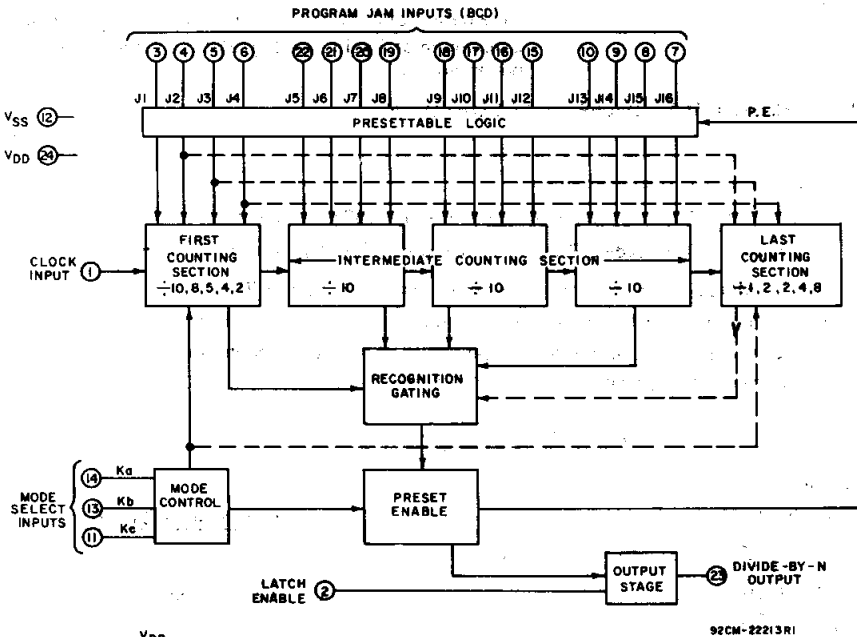 PROGRAM JAM INPUTS (BCD)
3 4 5 6 22 21 20 19 18 17 16 15 10 9 8 7
J1 J2 J3 J4 J5 J6 J7 J8 J9 J10 J11 J12 J13 J14 J15 J16
VSS 12
PRESETTABLE LOGIC
P.E.
VDD 24
CLOCK
INPUT 1
FIRST
COUNTING
SECTION
÷10,8,5,4,2
INTERMEDIATE COUNTING SECTION
÷10 ÷10 ÷10
LAST
COUNTING
SECTION
÷1,2,2,4,8
RECOGNITION
GATING
MODE
SELECT
INPUTS
14 Ka
13 Kb
11 Kc
MODE
CONTROL
PRESET
ENABLE
LATCH
ENABLE 2
OUTPUT
STAGE
23 DIVIDE-BY-N
OUTPUT
VDD
92CM-22213R1